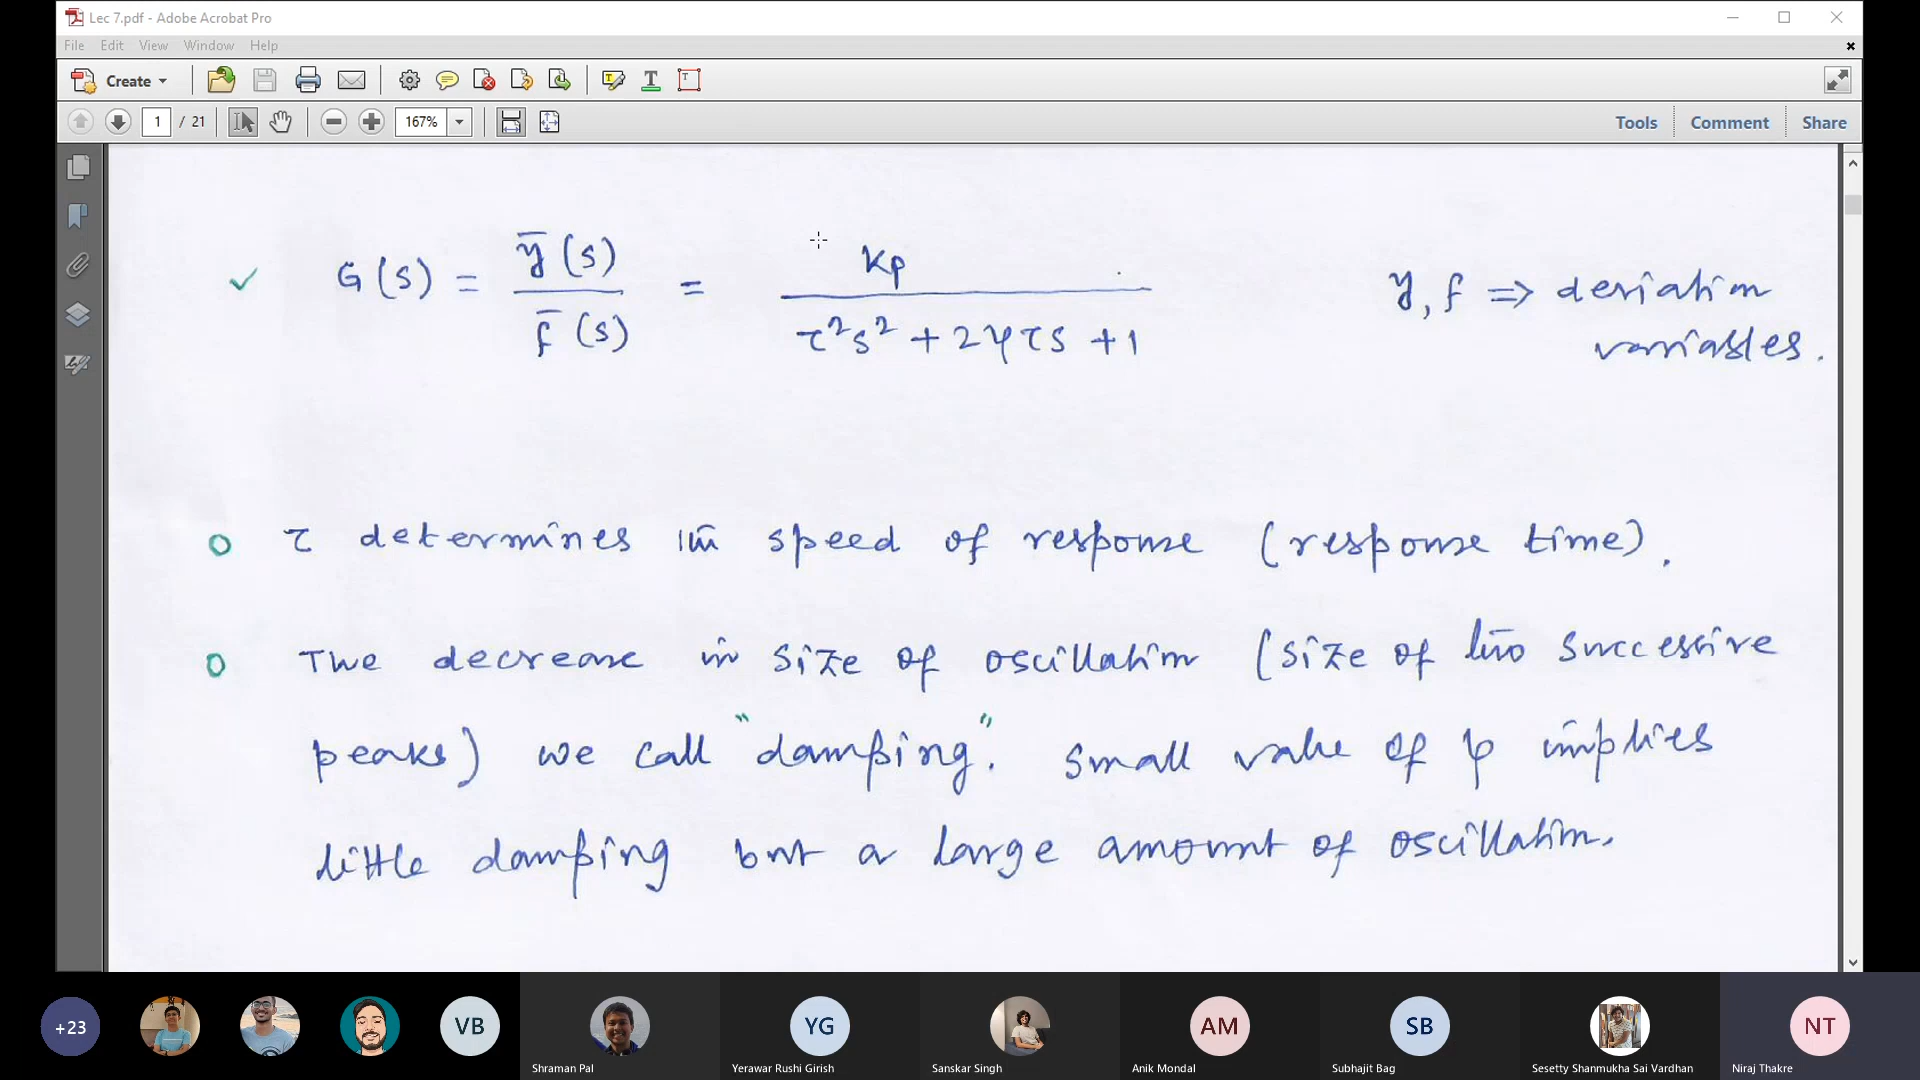 Lec 7.pdf - Adobe Acrobat Pro
File Edit View Window Help
Create
1 / 21 167% Tools Comment Share
✓ G(s) = ȳ(s) / f̄(s) = Kp / (τ²s² + 2ψτs + 1)
y, f ⇒ deviation
variables.
o τ determines the speed of response (response time).
o The decrease in size of oscillation (size of two successive
peaks) we call "damping". Small value of ψ implies
little damping but a large amount of oscillation.
+23 VB YG AM SB NT
Shraman Pal Yerawar Rushi Girish Sanskar Singh Anik Mondal Subhajit Bag Sesetty Shanmukha Sai Vardhan Niraj Thakre